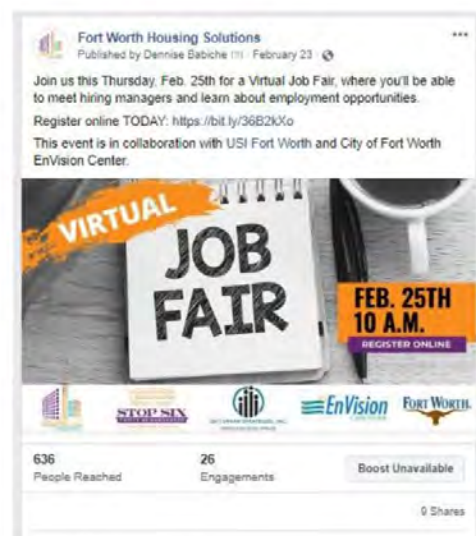 Fort Worth Housing Solutions
Published by Dennise Babiche · February 23 ·
Join us this Thursday, Feb. 25th for a Virtual Job Fair, where you'll be able
to meet hiring managers and learn about employment opportunities.
Register online TODAY: https://bit.ly/36B2kXo
This event is in collaboration with USI Fort Worth and City of Fort Worth
EnVision Center.
VIRTUAL
JOB
FAIR
FEB. 25TH
10 A.M.
REGISTER ONLINE
STOP SIX
EnVision
FORT WORTH
636
People Reached
26
Engagements
Boost Unavailable
9 Shares